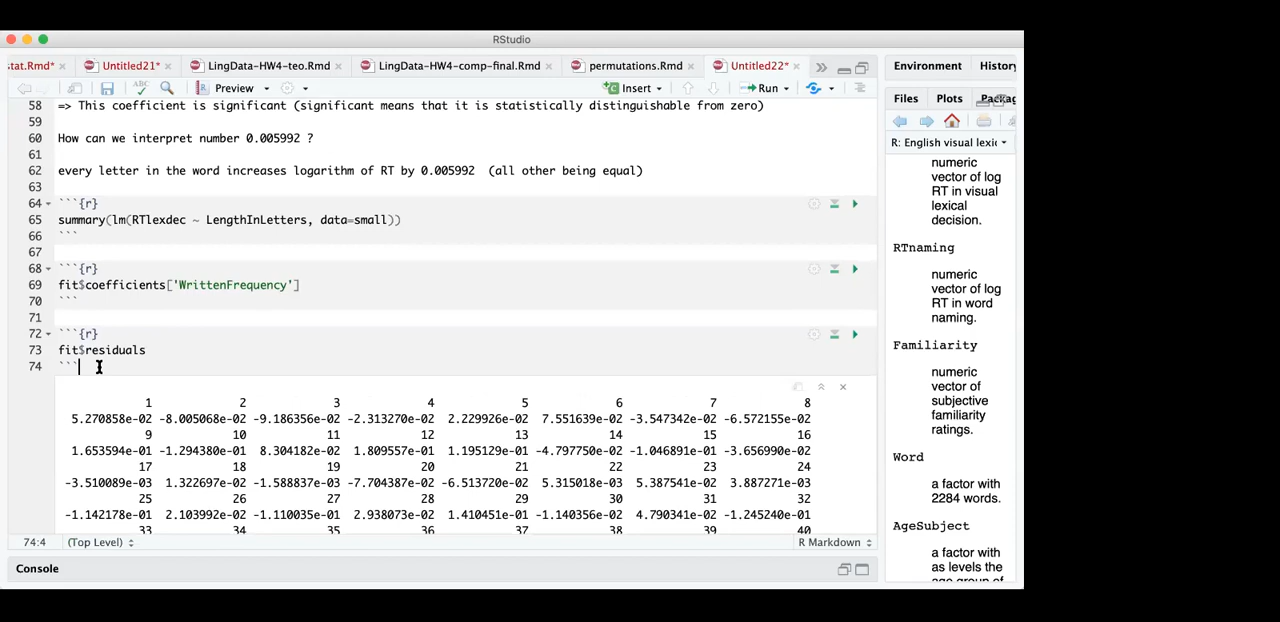 RStudio
stat.Rmd* Untitled21* LingData-HW4-teo.Rmd LingData-HW4-comp-final.Rmd permutations.Rmd Untitled22* Environment History
ABC Preview Insert Run Files Plots Packag
58 => This coefficient is significant (significant means that it is statistically distinguishable from zero)
59
60 How can we interpret number 0.005992 ?
61
62 every letter in the word increases logarithm of RT by 0.005992 (all other being equal)
63
64 ```{r}
65 summary(lm(RTlexdec ~ LengthInLetters, data=small))
66 ```
67
68 ```{r}
69 fit$coefficients['WrittenFrequency']
70 ```
71
72 ```{r}
73 fit$residuals
74 ```
1 2 3 4 5 6 7 8
5.270858e-02 -8.005068e-02 -9.186356e-02 -2.313270e-02 2.229926e-02 7.551639e-02 -3.547342e-02 -6.572155e-02
9 10 11 12 13 14 15 16
1.653594e-01 -1.294380e-01 8.304182e-02 1.809557e-01 1.195129e-01 -4.797750e-02 -1.046891e-01 -3.656990e-02
17 18 19 20 21 22 23 24
-3.510089e-03 1.322697e-02 -1.588837e-03 -7.704387e-02 -6.513720e-02 5.315018e-03 5.387541e-02 3.887271e-03
25 26 27 28 29 30 31 32
-1.142178e-01 2.103992e-02 -1.110035e-01 2.938073e-02 1.410451e-01 -1.140356e-02 4.790341e-02 -1.245240e-01
33 34 35 36 37 38 39 40
74:4 (Top Level) R Markdown
Console
R: English visual lexic
numeric
vector of log
RT in visual
lexical
decision.
RTnaming
numeric
vector of log
RT in word
naming.
Familiarity
numeric
vector of
subjective
familiarity
ratings.
Word
a factor with
2284 words.
AgeSubject
a factor with
as levels the
age group of